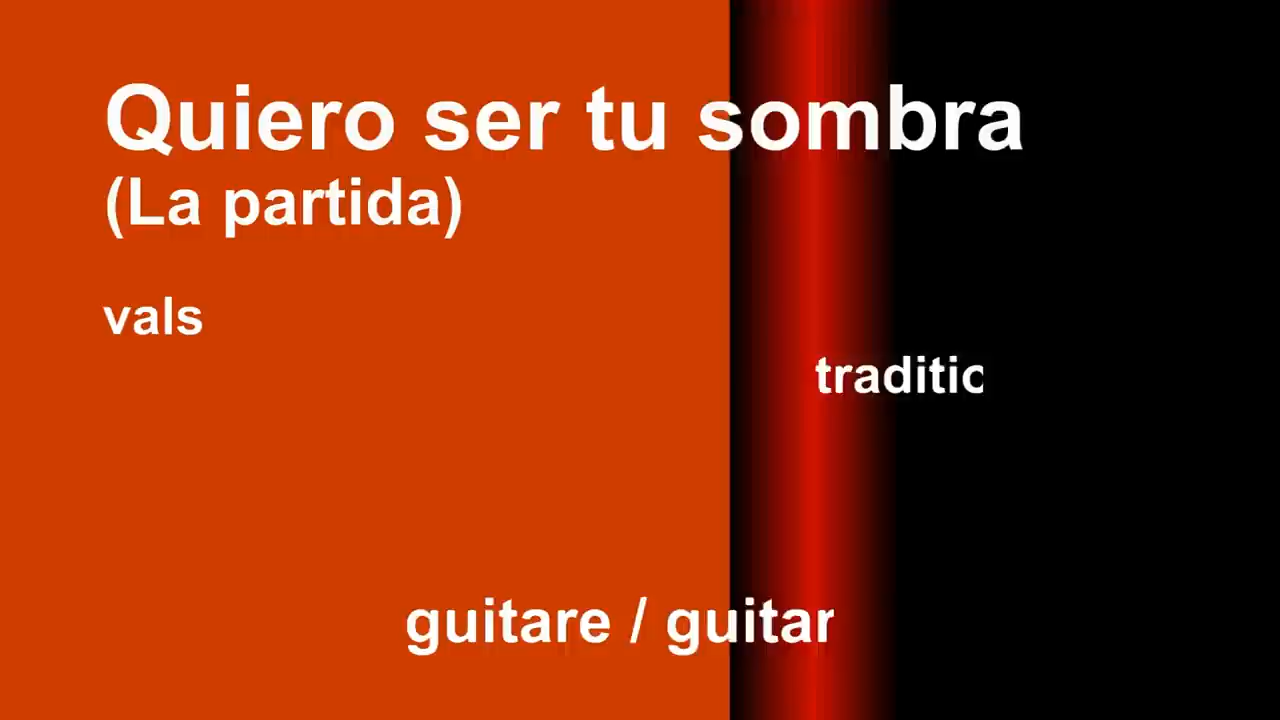 Quiero ser tu sombra
(La partida)
vals
traditic
guitare / guitar